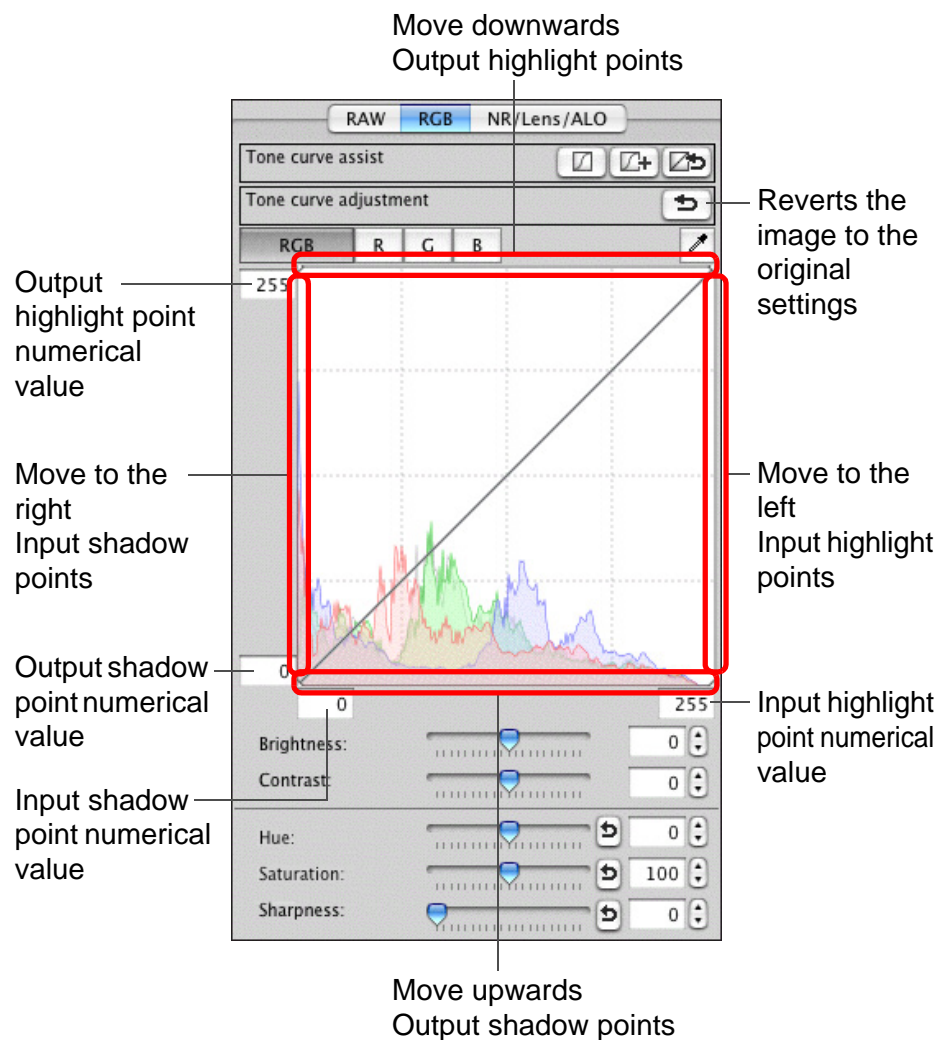 Move downwards
Output highlight points
RAW RGB NR/Lens/ALO
Tone curve assist
Tone curve adjustment
RGB R G B
Reverts the
image to the
original
settings
Output
highlight point
numerical
value
255
Move to the
right
Input shadow
points
Move to the
left
Input highlight
points
Output shadow
point numerical
value
0
0
255
Input highlight
point numerical
value
Brightness: 0
Contrast: 0
Input shadow
point numerical
value
Hue: 0
Saturation: 100
Sharpness: 0
Move upwards
Output shadow points